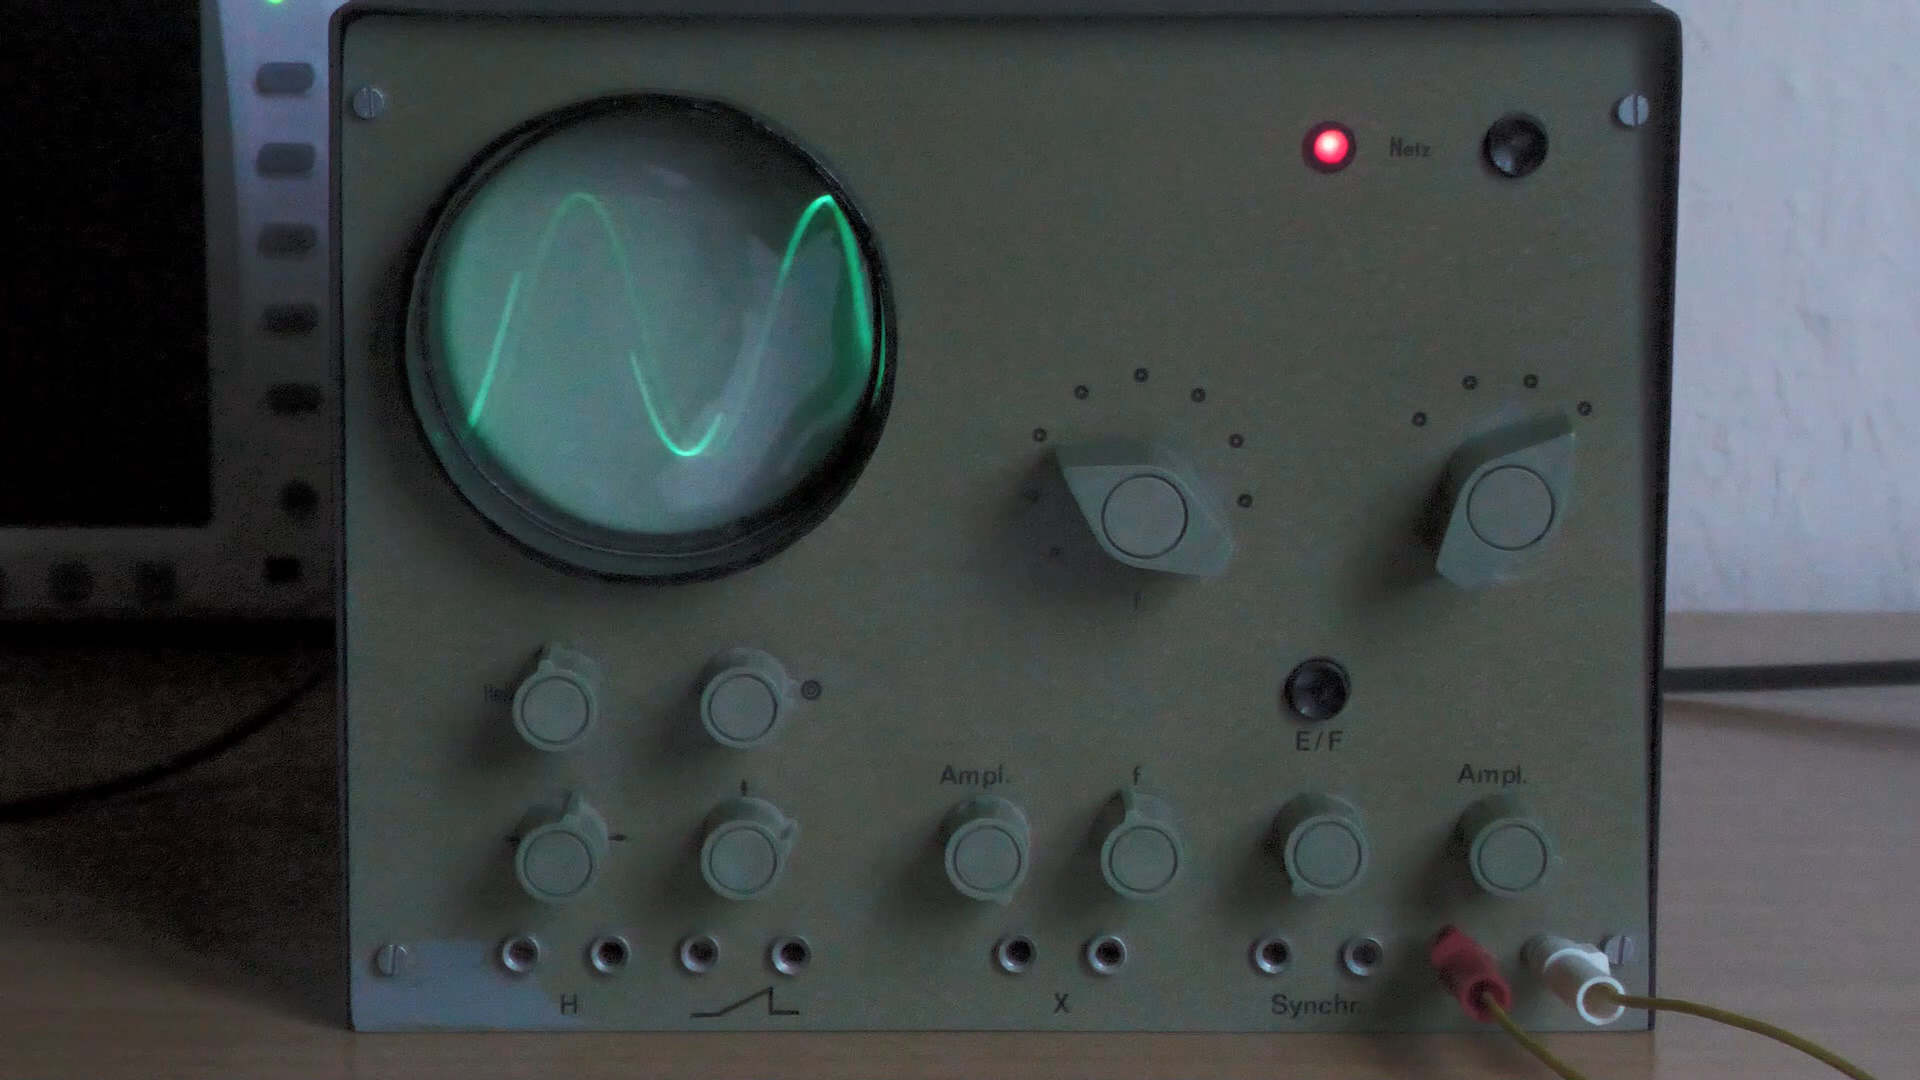 Netz
E/F
Ampl.
f
Ampl.
H
X
Synchr.